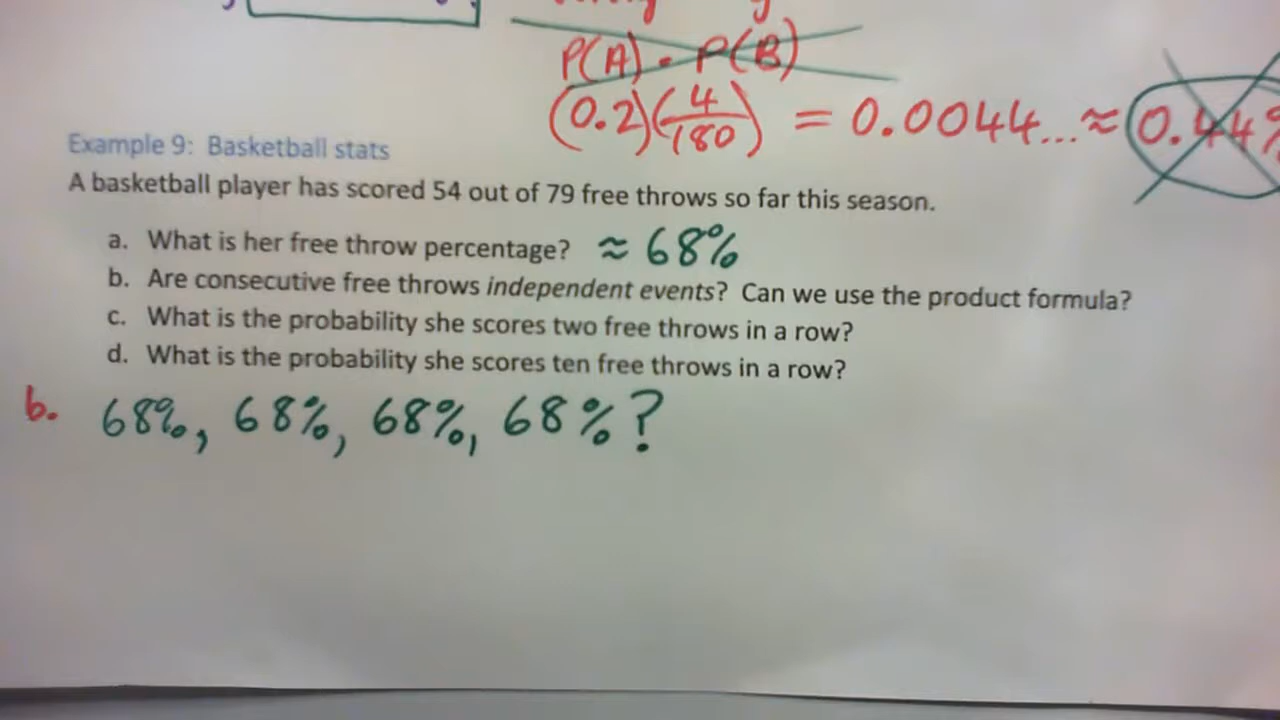 P(A) · P(B)
(0.2)(4/180) = 0.0044... ≈ 0.44%
Example 9: Basketball stats
A basketball player has scored 54 out of 79 free throws so far this season.
a. What is her free throw percentage? ≈ 68%
b. Are consecutive free throws independent events? Can we use the product formula?
c. What is the probability she scores two free throws in a row?
d. What is the probability she scores ten free throws in a row?
b. 68%, 68%, 68%, 68%?